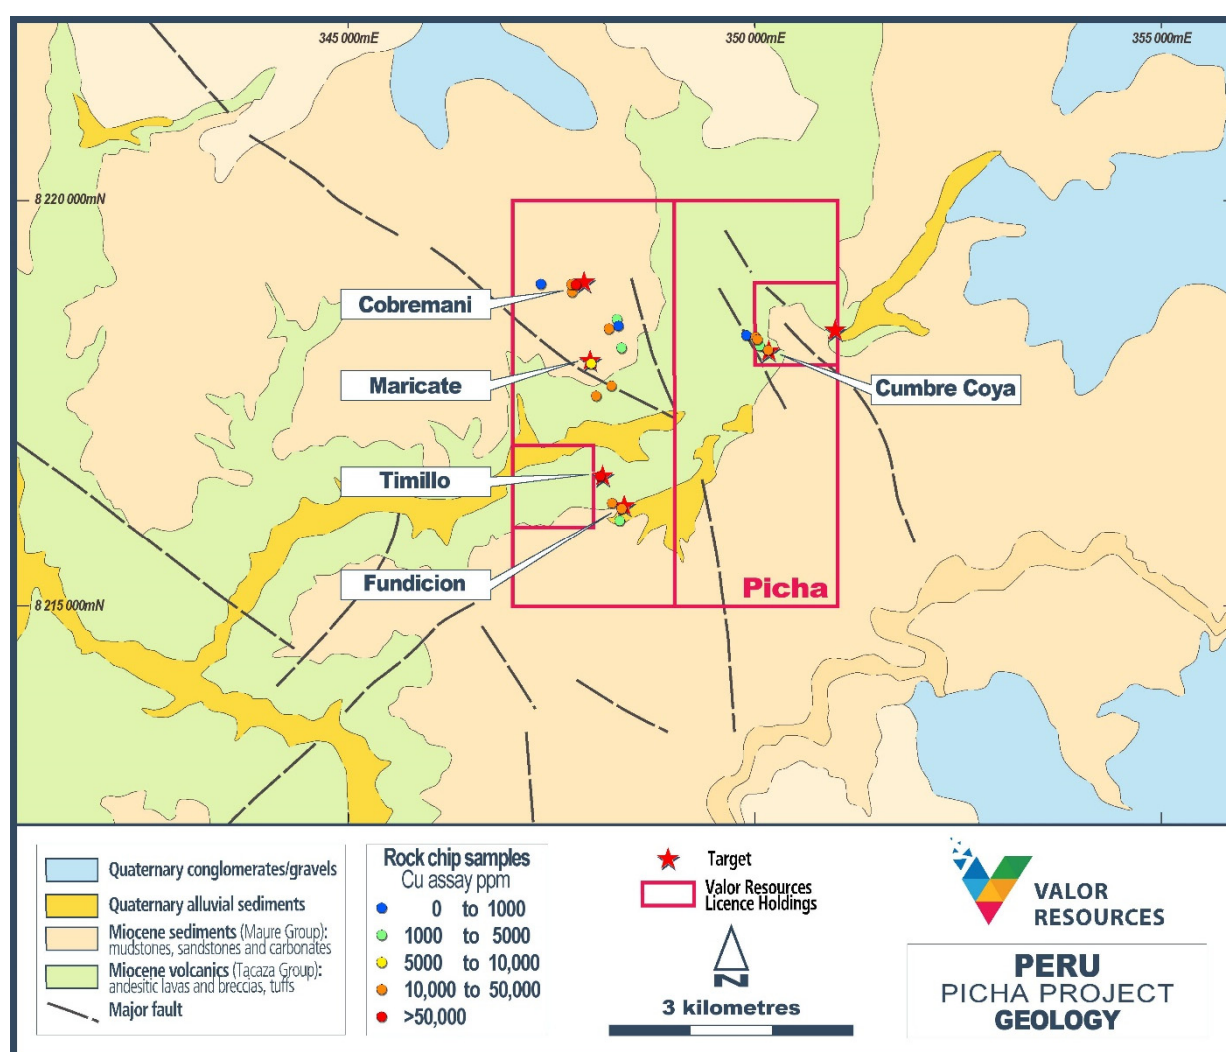 345 000mE
350 000mE
355 000mE
8 220 000mN
Cobremani
Maricate
Cumbre Coya
Timillo
Fundicion
Picha
8 215 000mN
Quaternary conglomerates/gravels
Quaternary alluvial sediments
Miocene sediments (Maure Group):
mudstones, sandstones and carbonates
Miocene volcanics (Tacaza Group):
andesitic lavas and breccias, tuffs
Major fault
Rock chip samples
Cu assay ppm
0 to 1000
1000 to 5000
5000 to 10,000
10,000 to 50,000
>50,000
Target
Valor Resources
Licence Holdings
N
3 kilometres
VALOR
RESOURCES
PERU
PICHA PROJECT
GEOLOGY